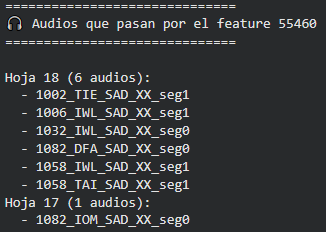 ==============================
🎧 Audios que pasan por el feature 55460
==============================
Hoja 18 (6 audios):
- 1002_TIE_SAD_XX_seg1
- 1006_IWL_SAD_XX_seg1
- 1032_IWL_SAD_XX_seg0
- 1082_DFA_SAD_XX_seg0
- 1058_IWL_SAD_XX_seg1
- 1058_TAI_SAD_XX_seg1
Hoja 17 (1 audios):
- 1082_IOM_SAD_XX_seg0